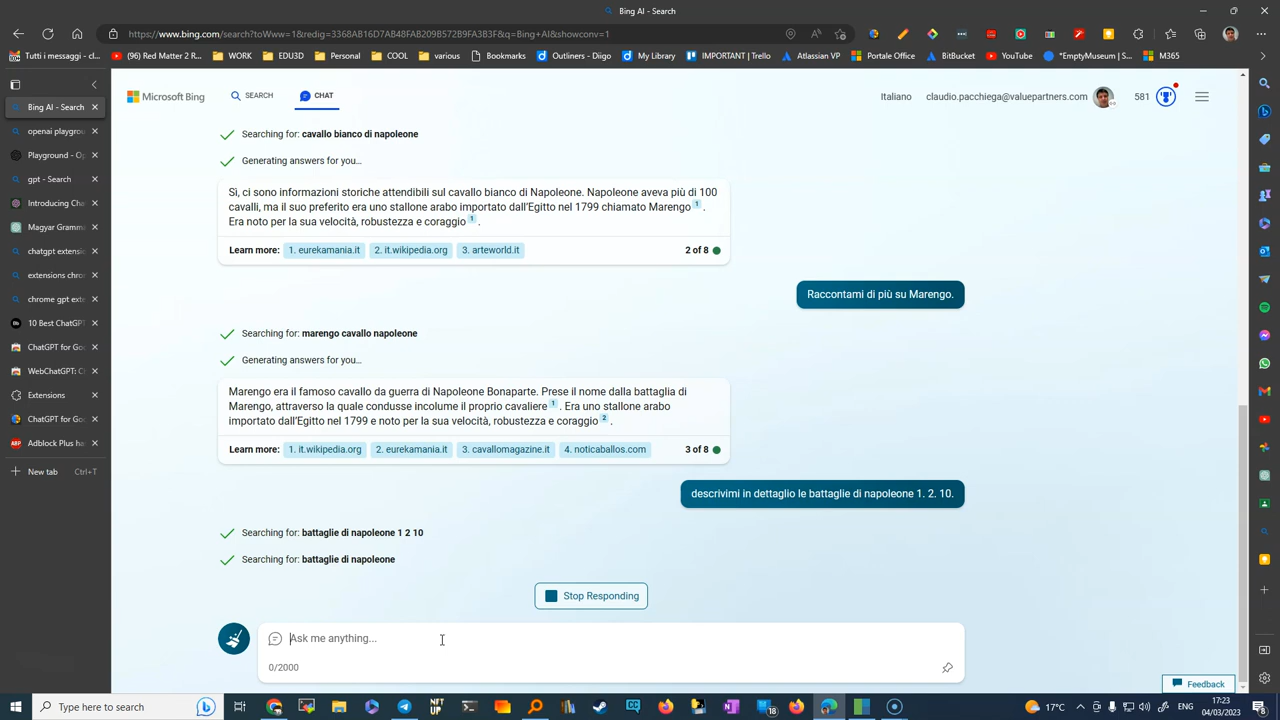 Bing AI - Search
https://www.bing.com/search?toWww=1&redig=3368AB16D7AB48FAB209B572B9FA3B3F&q=Bing+AI&showconv=1
Tutti i messaggi - cl...
(96) Red Matter 2 R...
WORK
ESU3D
Personal
COOL
various
Bookmarks
Outliners - Diigo
My Library
IMPORTANT | Trello
Atlassian VP
Portale Office
BitBucket
YouTube
*EmptyMuseum | S...
M365
Bing AI - Search
openai playgrou
Playground - Op
gpt - Search
Introducing Cha
Magyar Gramma
chatgpt extensi
extensions chro
chrome gpt exte
10 Best ChatGPT
ChatGPT for Goo
WebChatGPT: C
Extensions
ChatGPT for Goo
Adblock Plus ha
New tab Ctrl+T
Microsoft Bing
SEARCH
CHAT
Italiano
claudio.pacchiega@valuepartners.com
581
Searching for: cavallo bianco di napoleone
Generating answers for you...
Sì, ci sono informazioni storiche attendibili sul cavallo bianco di Napoleone. Napoleone aveva più di 100
cavalli, ma il suo preferito era uno stallone arabo importato dall'Egitto nel 1799 chiamato Marengo 1 .
Era noto per la sua velocità, robustezza e coraggio 1 .
Learn more: 1. eurekamania.it 2. it.wikipedia.org 3. arteworld.it 2 of 8
Raccontami di più su Marengo.
Searching for: marengo cavallo napoleone
Generating answers for you...
Marengo era il famoso cavallo da guerra di Napoleone Bonaparte. Prese il nome dalla battaglia di
Marengo, attraverso la quale condusse incolume il proprio cavaliere 1 . Era uno stallone arabo
importato dall'Egitto nel 1799 e noto per la sua velocità, robustezza e coraggio 2 .
Learn more: 1. it.wikipedia.org 2. eurekamania.it 3. cavallomagazine.it 4. noticaballos.com 3 of 8
descrivimi in dettaglio le battaglie di napoleone 1. 2. 10.
Searching for: battaglie di napoleone 1 2 10
Searching for: battaglie di napoleone
Stop Responding
Ask me anything...
0/2000
Feedback
Type here to search
NFT
UP
18
17°C
17:23
04/03/2023